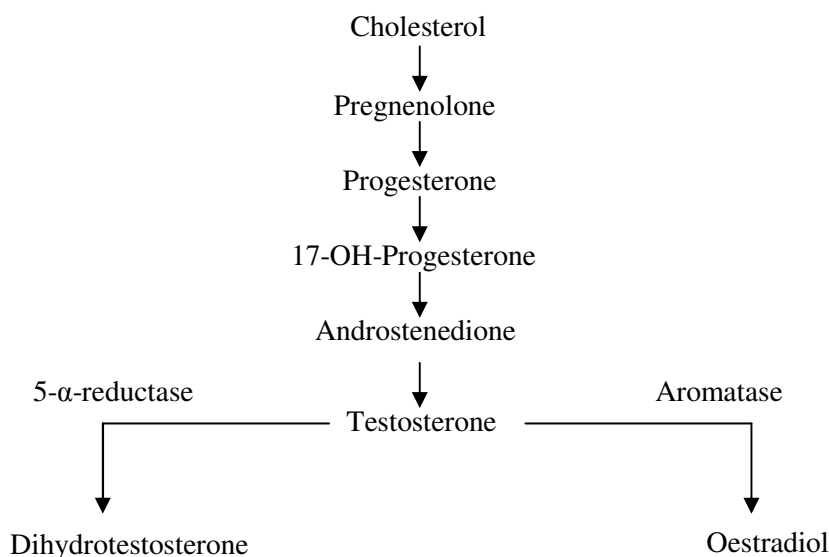 Cholesterol
Pregnenolone
Progesterone
17-OH-Progesterone
Androstenedione
5-α-reductase
Aromatase
Testosterone
Dihydrotestosterone
Oestradiol